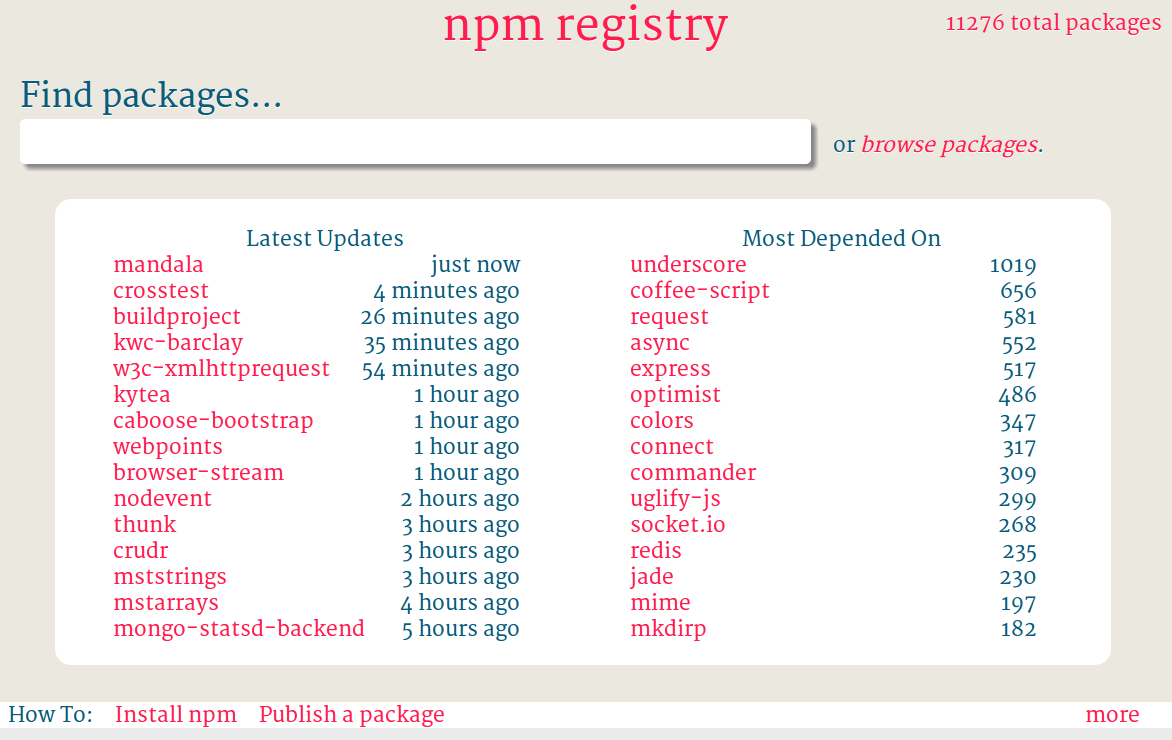 npm registry
11276 total packages
Find packages...
or browse packages.
Latest Updates
mandala just now
crosstest 4 minutes ago
buildproject 26 minutes ago
kwc-barclay 35 minutes ago
w3c-xmlhttprequest 54 minutes ago
kytea 1 hour ago
caboose-bootstrap 1 hour ago
webpoints 1 hour ago
browser-stream 1 hour ago
nodevent 2 hours ago
thunk 3 hours ago
crudr 3 hours ago
mststrings 3 hours ago
mstarrays 4 hours ago
mongo-statsd-backend 5 hours ago
Most Depended On
underscore 1019
coffee-script 656
request 581
async 552
express 517
optimist 486
colors 347
connect 317
commander 309
uglify-js 299
socket.io 268
redis 235
jade 230
mime 197
mkdirp 182
How To: Install npm Publish a package more